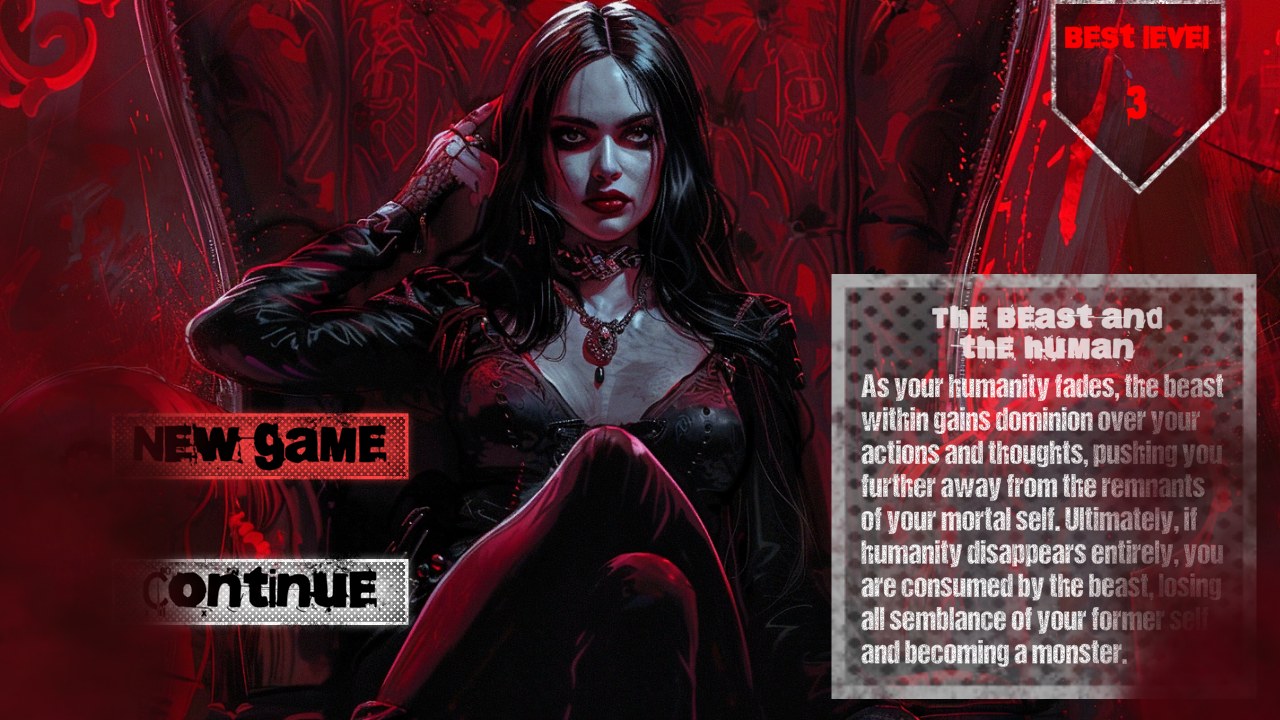 BEST lEVEl
3
NEW gaME
continuE
ThE BEast and
thE huMan
As your humanity fades, the beast
within gains dominion over your
actions and thoughts, pushing you
further away from the remnants
of your mortal self. Ultimately, if
humanity disappears entirely, you
are consumed by the beast, losing
all semblance of your former self
and becoming a monster.